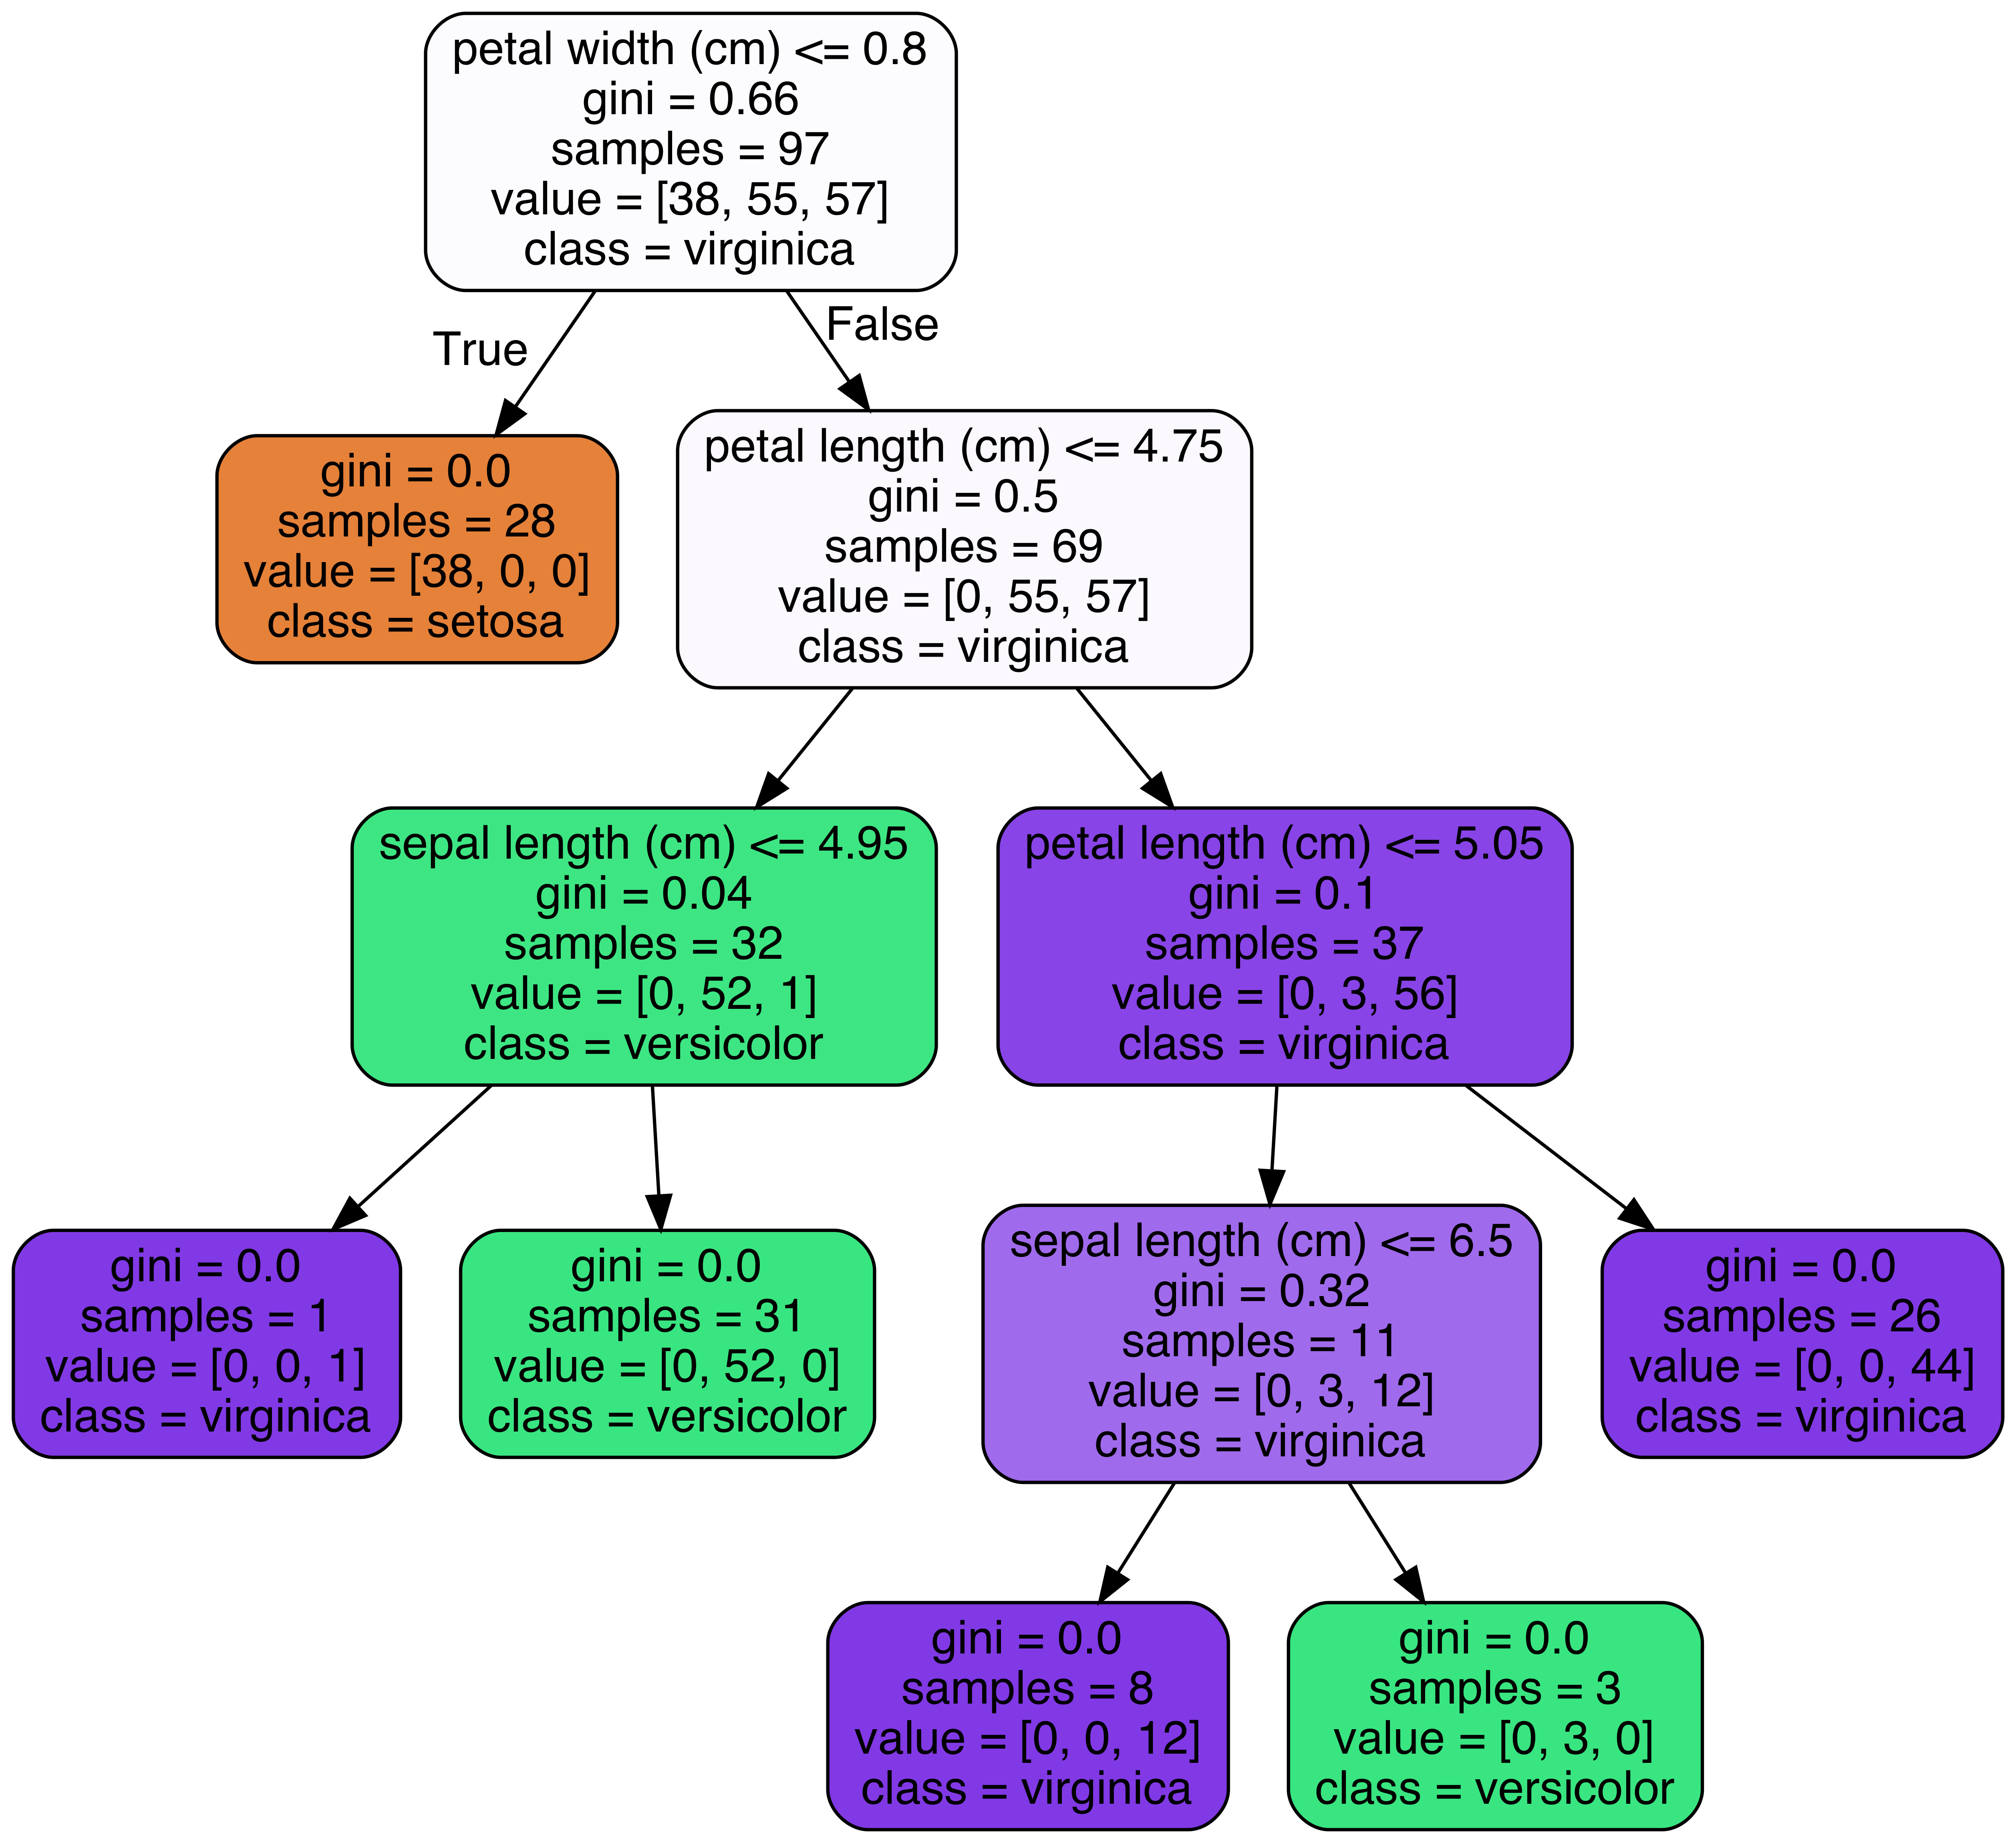 petal width (cm) <= 0.8
gini = 0.66
samples = 97
value = [38, 55, 57]
class = virginica
True
False
gini = 0.0
samples = 28
value = [38, 0, 0]
class = setosa
petal length (cm) <= 4.75
gini = 0.5
samples = 69
value = [0, 55, 57]
class = virginica
sepal length (cm) <= 4.95
gini = 0.04
samples = 32
value = [0, 52, 1]
class = versicolor
petal length (cm) <= 5.05
gini = 0.1
samples = 37
value = [0, 3, 56]
class = virginica
gini = 0.0
samples = 1
value = [0, 0, 1]
class = virginica
gini = 0.0
samples = 31
value = [0, 52, 0]
class = versicolor
sepal length (cm) <= 6.5
gini = 0.32
samples = 11
value = [0, 3, 12]
class = virginica
gini = 0.0
samples = 26
value = [0, 0, 44]
class = virginica
gini = 0.0
samples = 8
value = [0, 0, 12]
class = virginica
gini = 0.0
samples = 3
value = [0, 3, 0]
class = versicolor